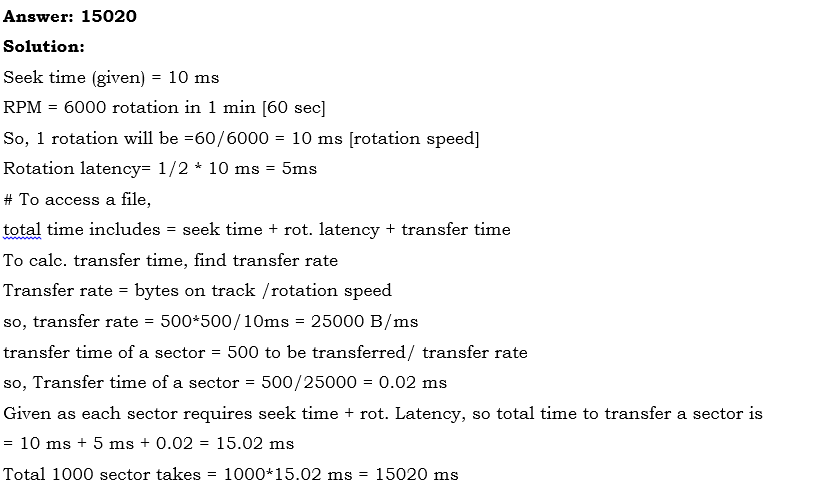 Answer: 15020
Solution:
Seek time (given) = 10 ms
RPM = 6000 rotation in 1 min [60 sec]
So, 1 rotation will be =60/6000 = 10 ms [rotation speed]
Rotation latency= 1/2 * 10 ms = 5ms
# To access a file,
total time includes = seek time + rot. latency + transfer time
To calc. transfer time, find transfer rate
Transfer rate = bytes on track /rotation speed
so, transfer rate = 500*500/10ms = 25000 B/ms
transfer time of a sector = 500 to be transferred/ transfer rate
so, Transfer time of a sector = 500/25000 = 0.02 ms
Given as each sector requires seek time + rot. Latency, so total time to transfer a sector is
= 10 ms + 5 ms + 0.02 = 15.02 ms
Total 1000 sector takes = 1000*15.02 ms = 15020 ms